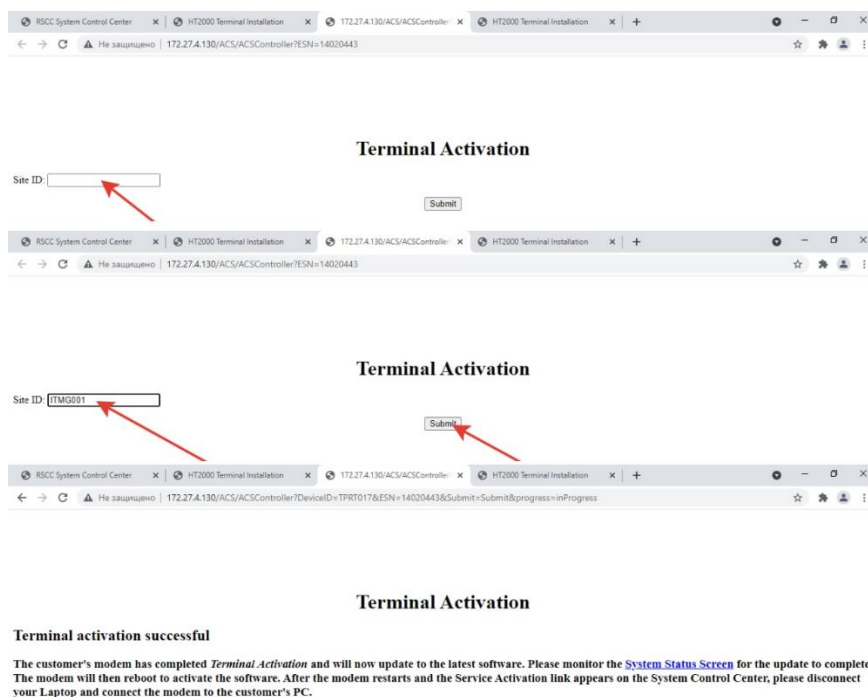 RSCC System Control Center
HT2000 Terminal Installation
172.27.4.130/ACS/ACSController
HT2000 Terminal Installation
Не защищено | 172.27.4.130/ACS/ACSController?ESN=14020443
Terminal Activation
Site ID:
Submit
RSCC System Control Center
HT2000 Terminal Installation
172.27.4.130/ACS/ACSController
HT2000 Terminal Installation
Не защищено | 172.27.4.130/ACS/ACSController?ESN=14020443
Terminal Activation
Site ID: ITMG001
Submit
RSCC System Control Center
HT2000 Terminal Installation
172.27.4.130/ACS/ACSController
HT2000 Terminal Installation
Не защищено | 172.27.4.130/ACS/ACSController?DeviceID=TPRT017&ESN=14020443&Submit=Submit&progress=inProgress
Terminal Activation
Terminal activation successful
The customer's modem has completed Terminal Activation and will now update to the latest software. Please monitor the System Status Screen for the update to complete
The modem will then reboot to activate the software. After the modem restarts and the Service Activation link appears on the System Control Center, please disconnect
your Laptop and connect the modem to the customer's PC.